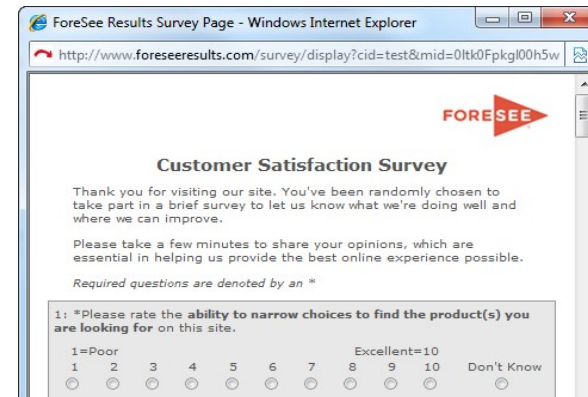 ForeSee Results Survey Page - Windows Internet Explorer
http://www.foreseeresults.com/survey/display?cid=test&mid=0Itk0Fpkgl00h5w
FORESEE
Customer Satisfaction Survey
Thank you for visiting our site. You've been randomly chosen to
take part in a brief survey to let us know what we're doing well and
where we can improve.
Please take a few minutes to share your opinions, which are
essential in helping us provide the best online experience possible.
Required questions are denoted by an *
1: *Please rate the ability to narrow choices to find the product(s) you
are looking for on this site.
1=Poor Excellent=10
1 2 3 4 5 6 7 8 9 10 Don't Know